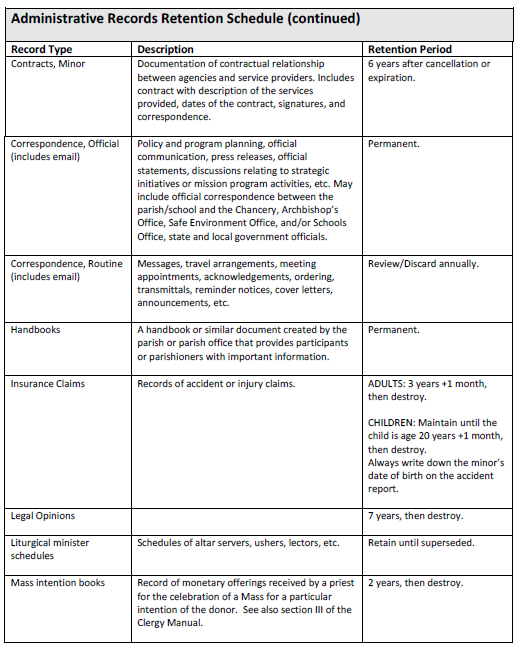 Administrative Records Retention Schedule (continued)
Record Type Description Retention Period
Contracts, Minor
Documentation of contractual relationship
between agencies and service providers. Includes
contract with description of the services
provided, dates of the contract, signatures, and
correspondence.
6 years after cancellation or
expiration.
Correspondence, Official
(includes email)
Policy and program planning, official
communication, press releases, official
statements, discussions relating to strategic
initiatives or mission program activities, etc. May
include official correspondence between the
parish/school and the Chancery, Archbishop's
Office, Safe Environment Office, and/or Schools
Office, state and local government officials.
Permanent.
Correspondence, Routine
(includes email)
Messages, travel arrangements, meeting
appointments, acknowledgements, ordering,
transmittals, reminder notices, cover letters,
announcements, etc.
Review/Discard annually.
Handbooks
A handbook or similar document created by the
parish or parish office that provides participants
or parishioners with important information.
Permanent.
Insurance Claims
Records of accident or injury claims.
ADULTS: 3 years +1 month,
then destroy.
CHILDREN: Maintain until the
child is age 20 years +1 month,
then destroy.
Always write down the minor's
date of birth on the accident
report.
Legal Opinions
7 years, then destroy.
Liturgical minister
schedules
Schedules of altar servers, ushers, lectors, etc.
Retain until superseded.
Mass intention books
Record of monetary offerings received by a priest
for the celebration of a Mass for a particular
intention of the donor.  See also section III of the
Clergy Manual.
2 years, then destroy.